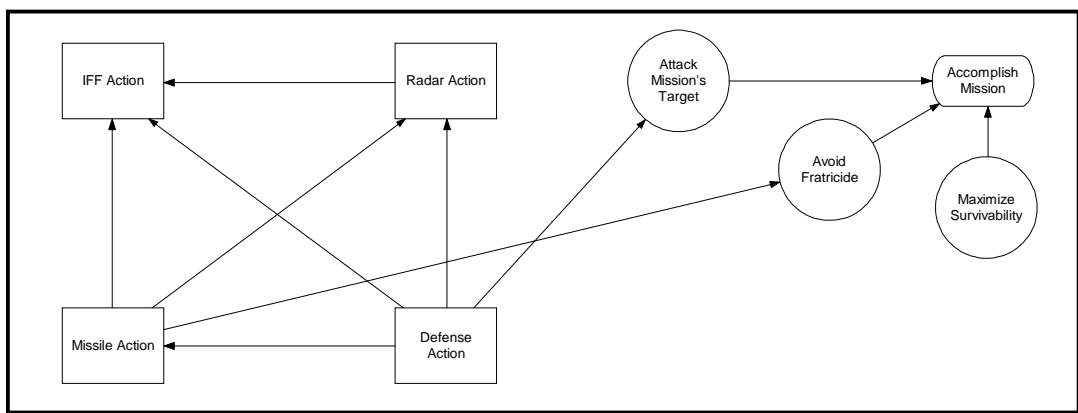 IFF Action
Radar Action
Attack
Mission's
Target
Accomplish
Mission
Avoid
Fratricide
Maximize
Survivability
Missile Action
Defense
Action